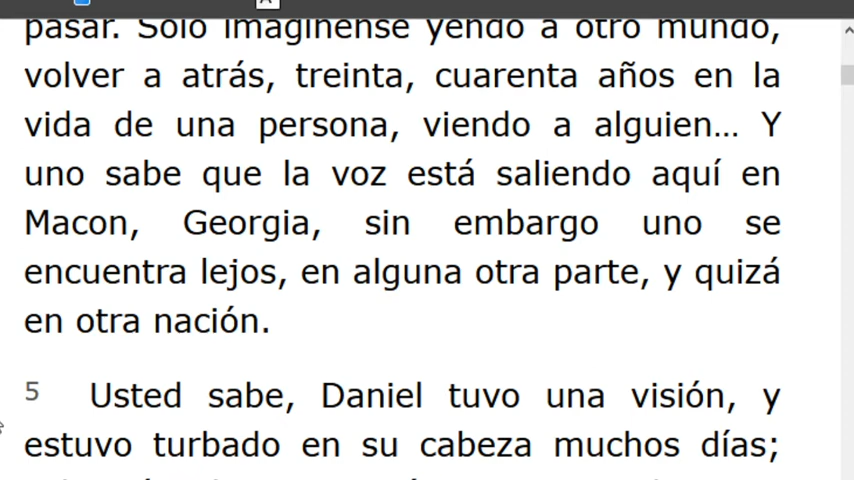 pasar. Sólo imagínense yendo a otro mundo,
volver a atrás, treinta, cuarenta años en la
vida de una persona, viendo a alguien... Y
uno sabe que la voz está saliendo aquí en
Macon, Georgia, sin embargo uno se
encuentra lejos, en alguna otra parte, y quizá
en otra nación.
5 Usted sabe, Daniel tuvo una visión, y
estuvo turbado en su cabeza muchos días;